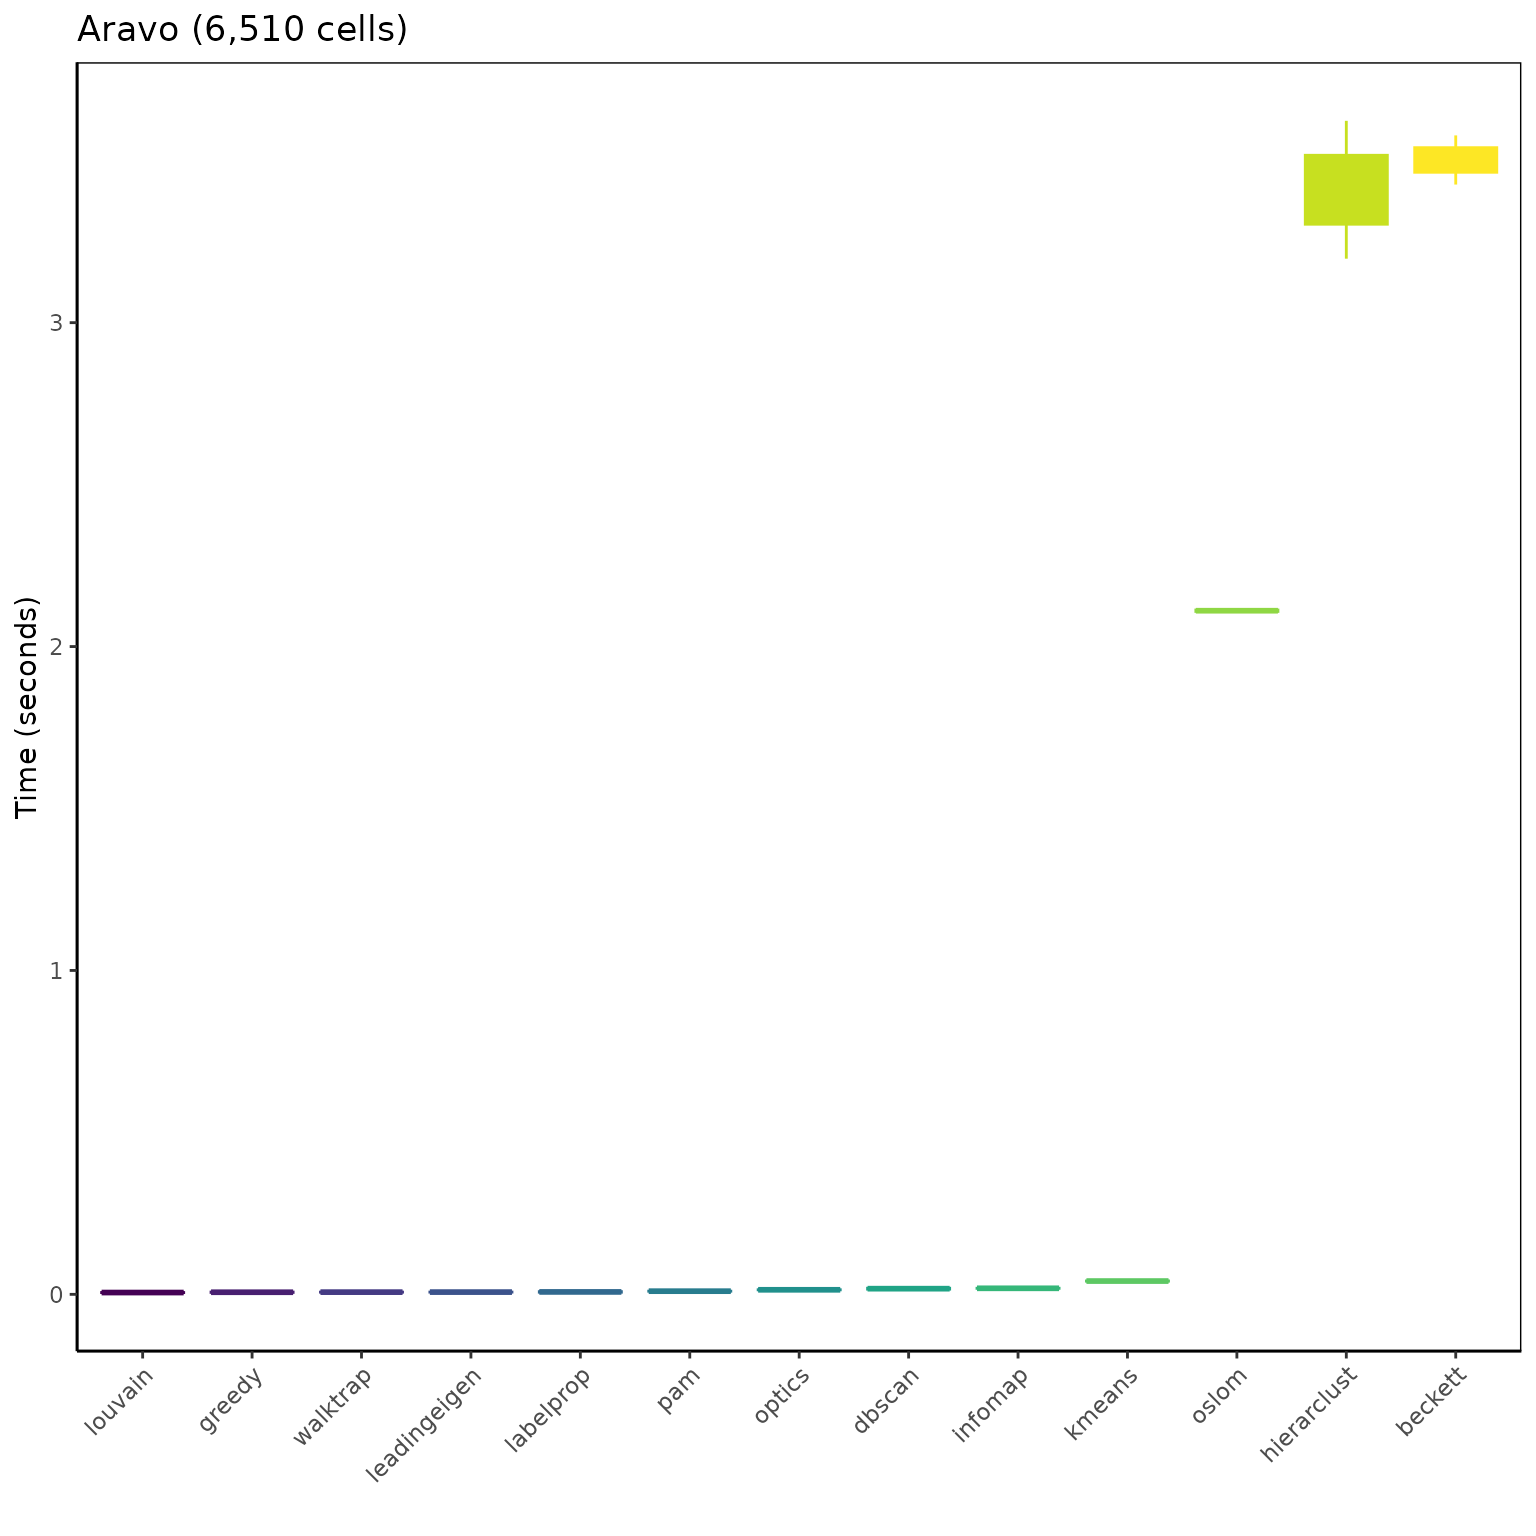 Aravo (6,510 cells)
Time (seconds)
3
2
1
0
louvain
greedy
walktrap
leadingeigen
labelprop
pam
optics
dbscan
infomap
kmeans
oslom
hierarclust
beckett